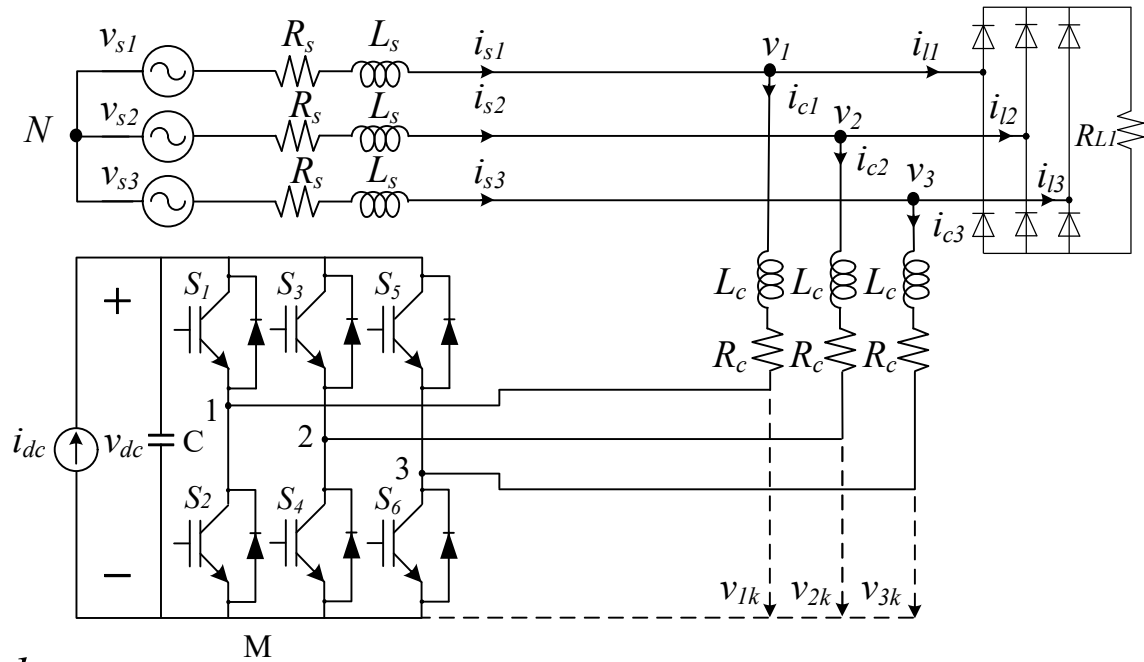 v_{s1} R_s L_s i_{s1} v_1 i_{l1}
i_{c1}
N v_{s2} R_s L_s i_{s2} v_2 i_{l2} R_{L1}
i_{c2}
v_{s3} R_s L_s i_{s3} v_3 i_{l3}
i_{c3}
+ S_1 S_3 S_5 L_c L_c L_c
R_c R_c R_c
1
i_{dc} v_{dc} C 2
3
S_2 S_4 S_6
− v_{1k} v_{2k} v_{3k}
M